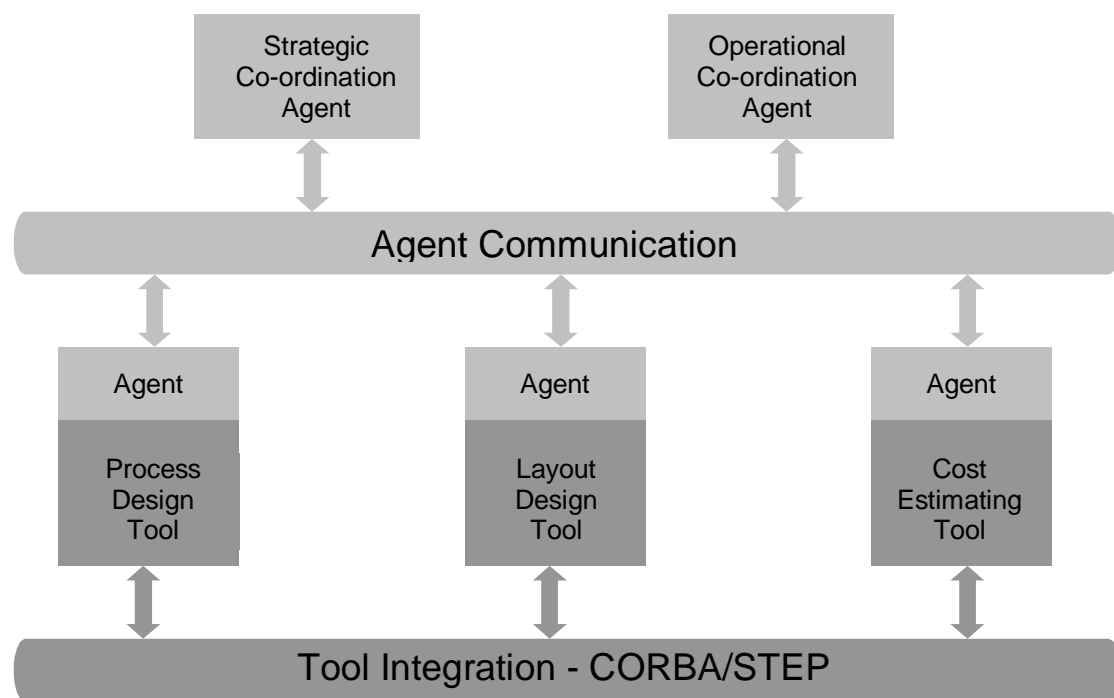 Strategic
Co-ordination
Agent
Operational
Co-ordination
Agent
Agent Communication
Agent
Process
Design
Tool
Agent
Layout
Design
Tool
Agent
Cost
Estimating
Tool
Tool Integration - CORBA/STEP